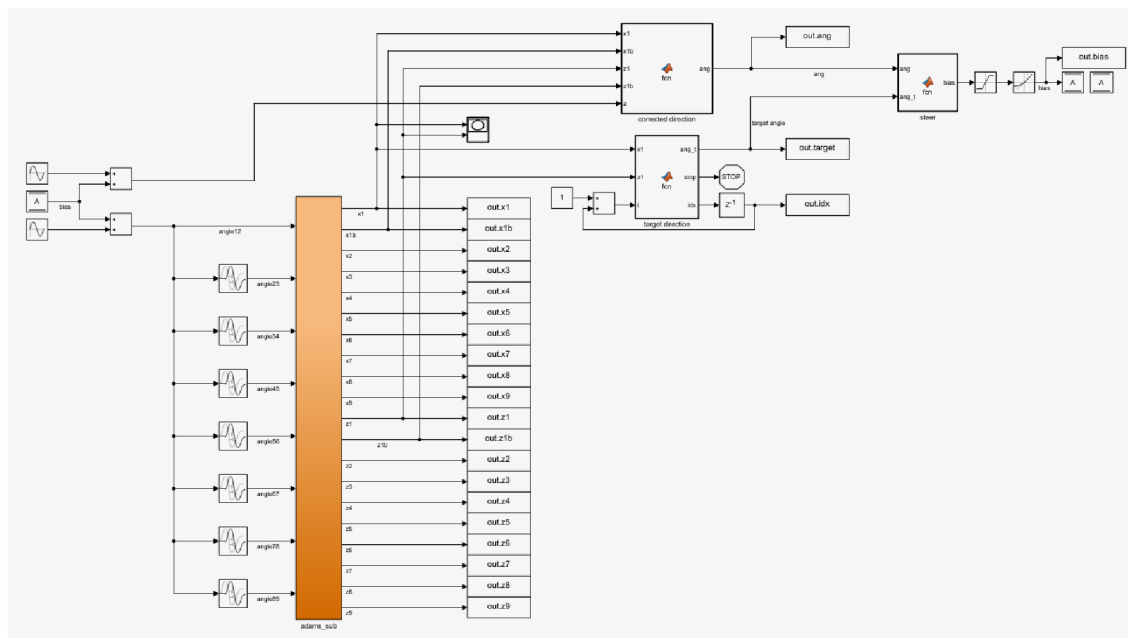 x1
x1b
z1
z1b
a
fcn
ang
corrected direction
out.ang
ang
ang
ang_t
fcn
bias
steer
out.bias
bias
A
A
target angle
x1
z1
i
fcn
ang_t
stop
idx
target direction
STOP
out.target
1
z-1
out.idx
A
bias
angle12
angle23
angle34
angle45
angle56
angle67
angle78
adams_sub
x1
x1b
x2
x3
x4
x5
x6
x7
x8
x9
z1
z1b
z2
z3
z4
z5
z6
z7
z8
z9
out.x1
out.x1b
out.x2
out.x3
out.x4
out.x5
out.x6
out.x7
out.x8
out.x9
out.z1
out.z1b
out.z2
out.z3
out.z4
out.z5
out.z6
out.z7
out.z8
out.z9